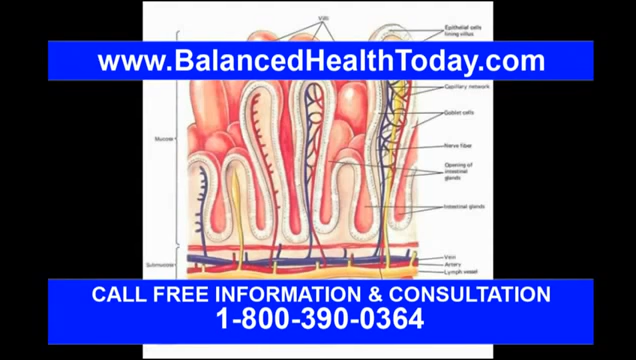 Villi
Epithelial cells
lining villus
www.BalancedHealthToday.com
Capillary network
Goblet cells
Mucosa
Nerve fiber
Opening of
intestinal
glands
Intestinal glands
Vein
Submucosa
Artery
Lymph vessel
CALL FREE INFORMATION & CONSULTATION
1-800-390-0364